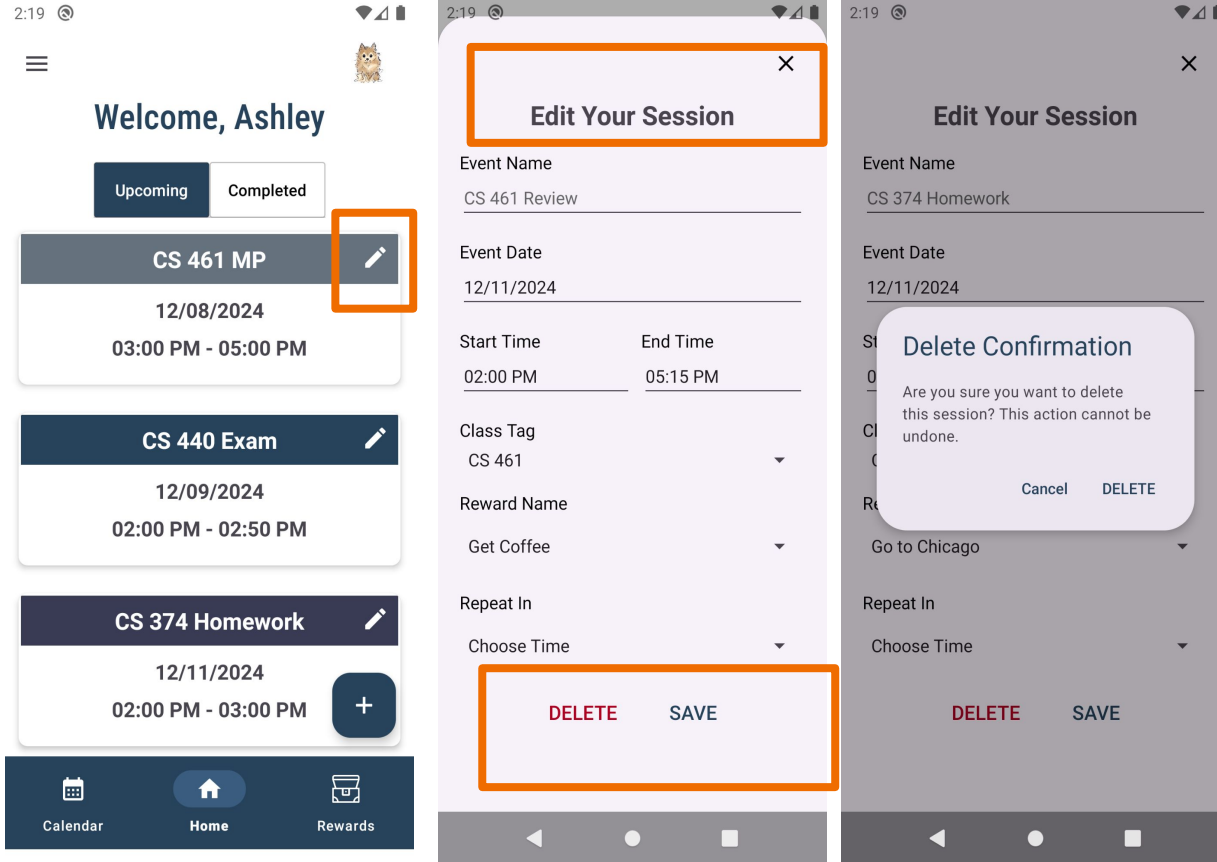 2:19
Welcome, Ashley
Upcoming Completed
CS 461 MP
12/08/2024
03:00 PM - 05:00 PM
CS 440 Exam
12/09/2024
02:00 PM - 02:50 PM
CS 374 Homework
12/11/2024
02:00 PM - 03:00 PM
+
Calendar Home Rewards
2:19
Edit Your Session
Event Name
CS 461 Review
Event Date
12/11/2024
Start Time End Time
02:00 PM 05:15 PM
Class Tag
CS 461
Reward Name
Get Coffee
Repeat In
Choose Time
DELETE SAVE
2:19
Edit Your Session
Event Name
CS 374 Homework
Event Date
12/11/2024
Delete Confirmation
Are you sure you want to delete
this session? This action cannot be
undone.
Cancel DELETE
Go to Chicago
Repeat In
Choose Time
DELETE SAVE